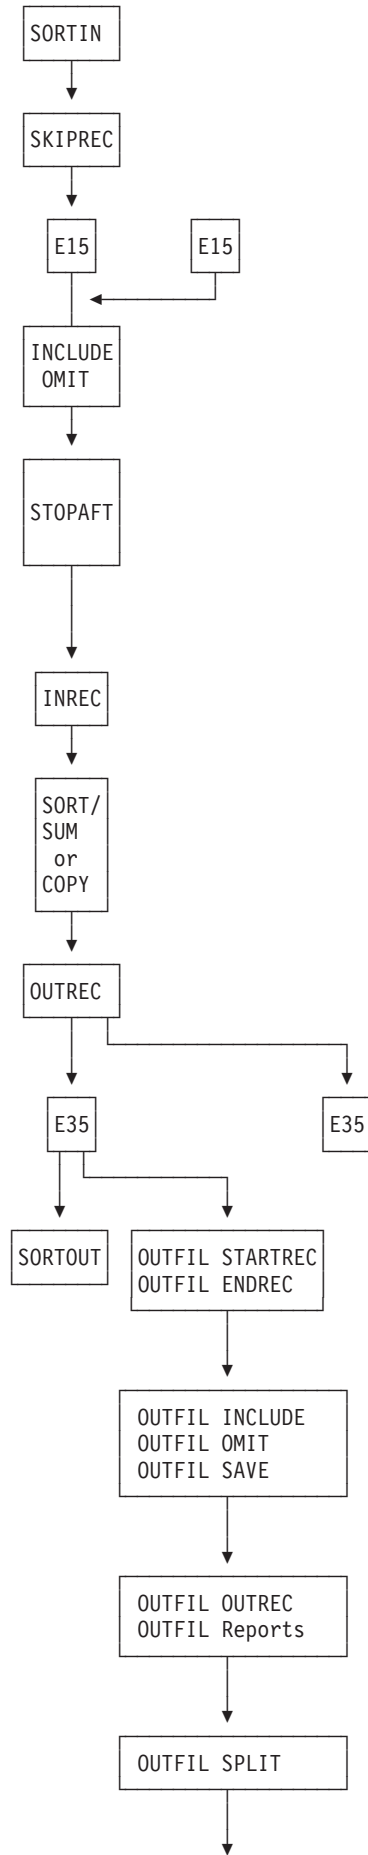 SORTIN
SKIPREC
E15 E15
INCLUDE
OMIT
STOPAFT
INREC
SORT/
SUM
or
COPY
OUTREC
E35 E35
SORTOUT
OUTFIL STARTREC
OUTFIL ENDREC
OUTFIL INCLUDE
OUTFIL OMIT
OUTFIL SAVE
OUTFIL OUTREC
OUTFIL Reports
OUTFIL SPLIT